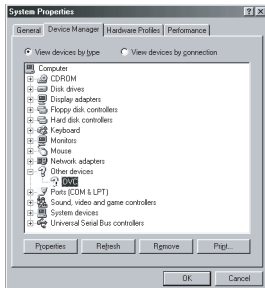 System Properties
General Device Manager Hardware Profiles Performance
View devices by type View devices by connection
Computer
CDROM
Disk drives
Display adapters
Floppy disk controllers
Hard disk controllers
Keyboard
Monitors
Mouse
Network adapters
Other devices
DVC
Ports (COM & LPT)
Sound, video and game controllers
System devices
Universal Serial Bus controllers
Properties Refresh Remove Print...
OK Cancel